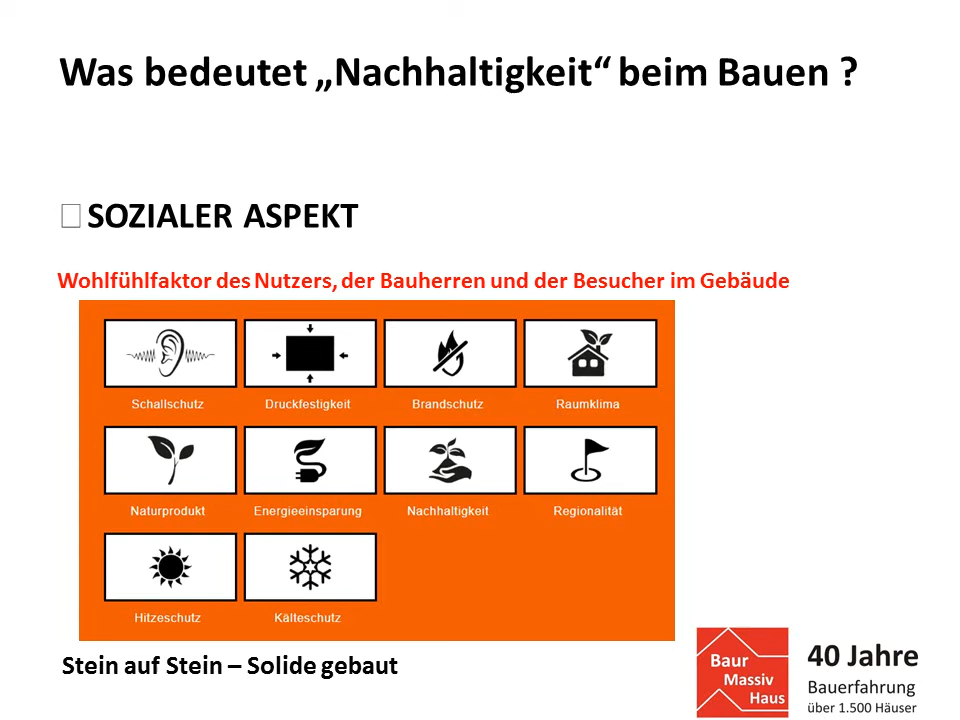 Was bedeutet „Nachhaltigkeit“ beim Bauen ?
SOZIALER ASPEKT
Wohlfühlfaktor des Nutzers, der Bauherren und der Besucher im Gebäude
Schallschutz Druckfestigkeit Brandschutz Raumklima
Naturprodukt Energieeinsparung Nachhaltigkeit Regionalität
Hitzeschutz Kälteschutz
Stein auf Stein – Solide gebaut
Baur
Massiv
Haus
40 Jahre
Bauerfahrung
über 1.500 Häuser